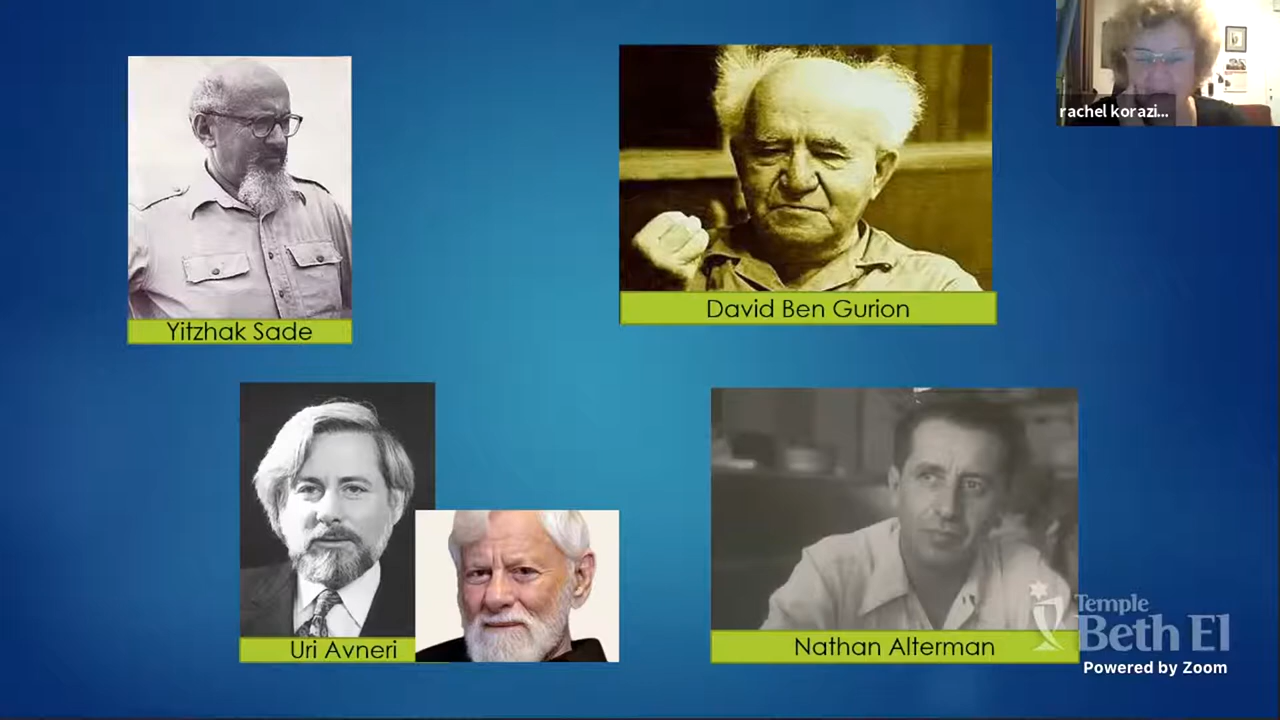 rachel korazi...
Yitzhak Sade
David Ben Gurion
Uri Avneri
Nathan Alterman
Temple
Beth El
Powered by Zoom